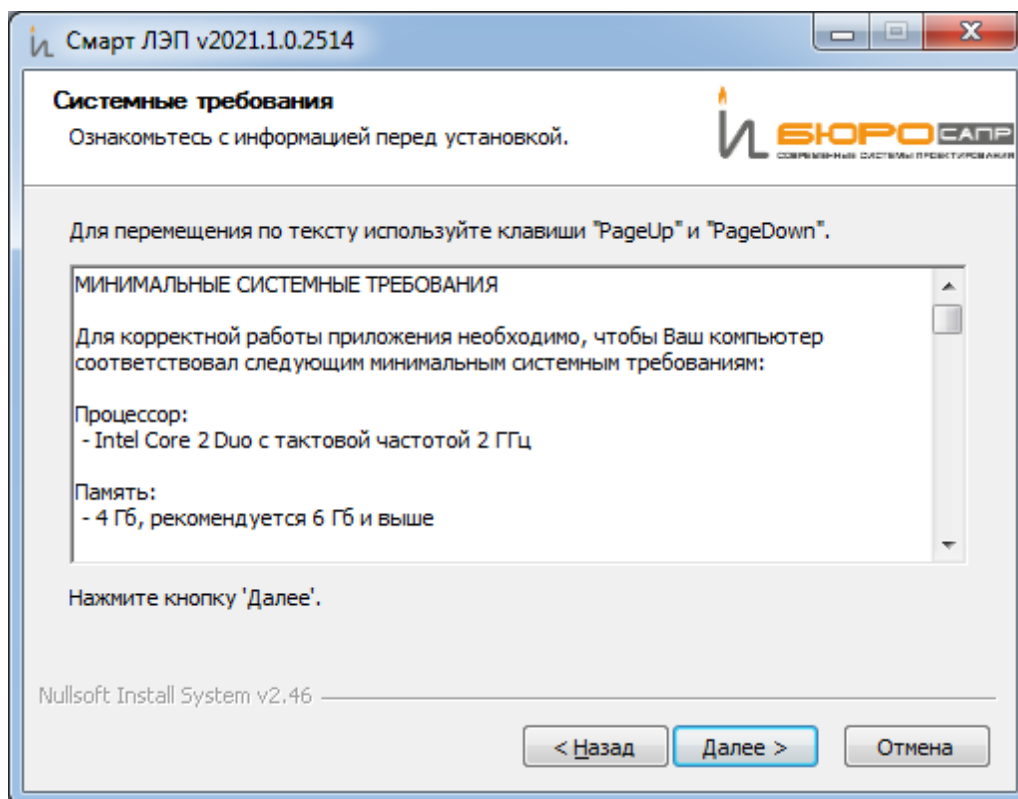 Смарт ЛЭП v2021.1.0.2514
Системные требования
Ознакомьтесь с информацией перед установкой.
БЮРО САПР
СОВРЕМЕННЫЕ СИСТЕМЫ ПРОЕКТИРОВАНИЯ
Для перемещения по тексту используйте клавиши "PageUp" и "PageDown".
МИНИМАЛЬНЫЕ СИСТЕМНЫЕ ТРЕБОВАНИЯ
Для корректной работы приложения необходимо, чтобы Ваш компьютер
соответствовал следующим минимальным системным требованиям:
Процессор:
- Intel Core 2 Duo с тактовой частотой 2 ГГц
Память:
- 4 Гб, рекомендуется 6 Гб и выше
Нажмите кнопку 'Далее'.
Nullsoft Install System v2.46
< Назад
Далее >
Отмена